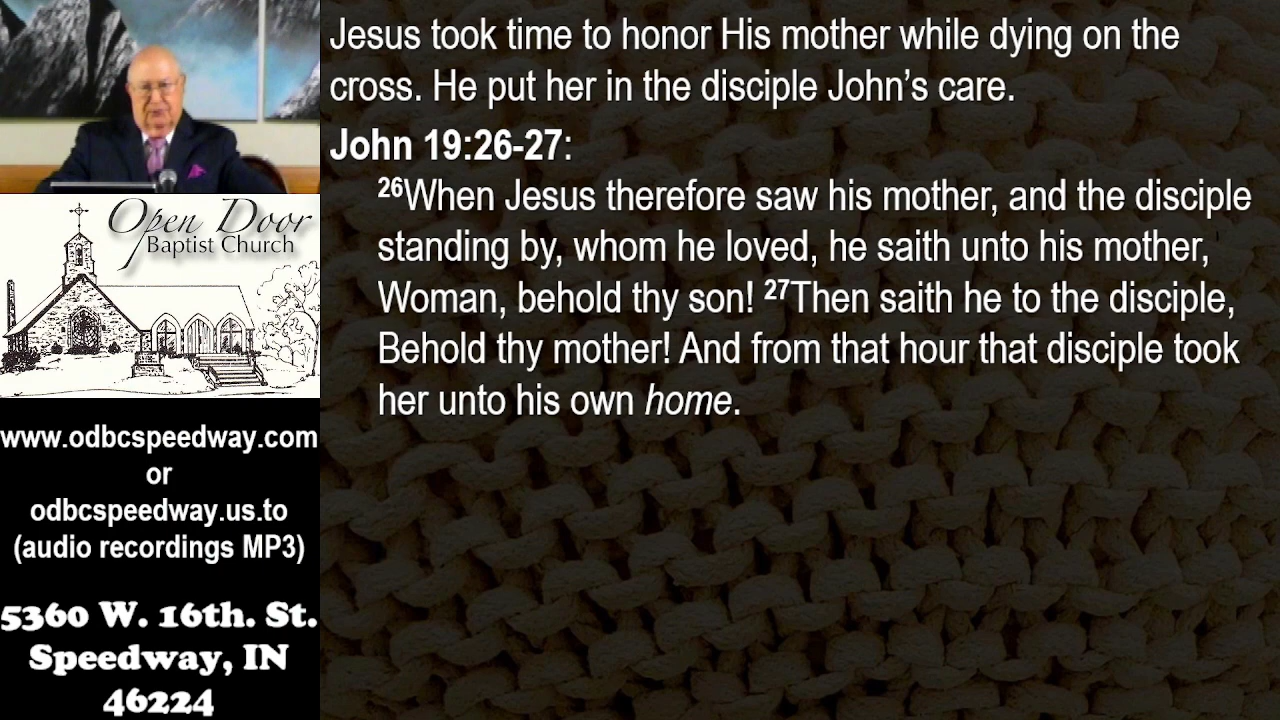 Open Door
Baptist Church
www.odbcspeedway.com
or
odbcspeedway.us.to
(audio recordings MP3)
5360 W. 16th. St.
Speedway, IN
46224
Jesus took time to honor His mother while dying on the
cross. He put her in the disciple John’s care.
John 19:26-27:
26When Jesus therefore saw his mother, and the disciple
standing by, whom he loved, he saith unto his mother,
Woman, behold thy son! 27Then saith he to the disciple,
Behold thy mother! And from that hour that disciple took
her unto his own home.